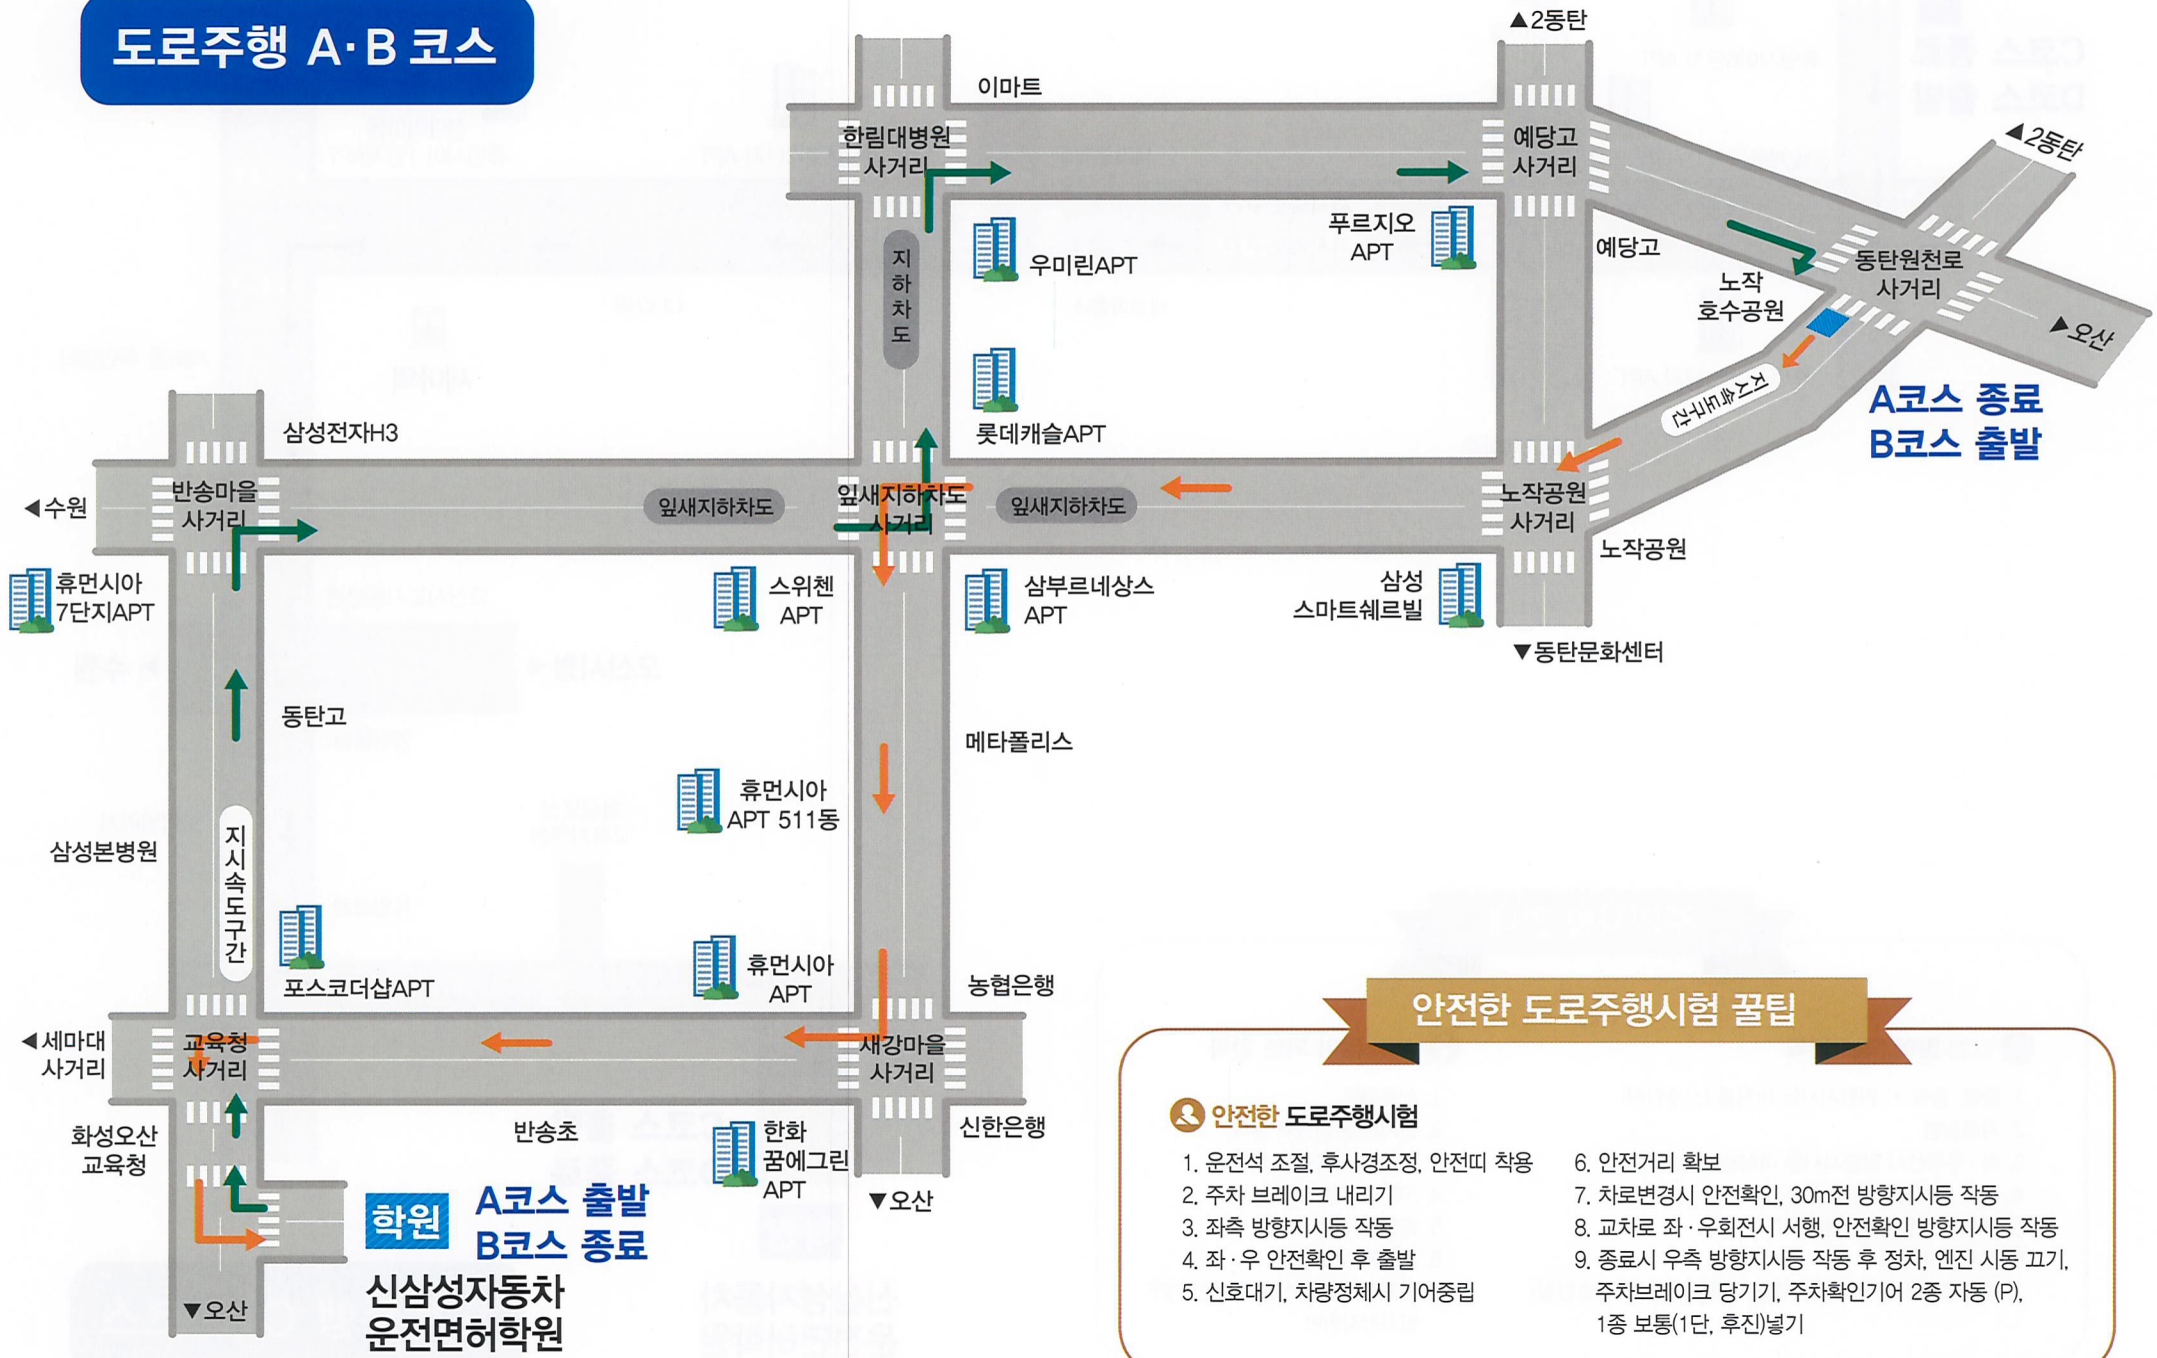 도로주행 A·B 코스
▲2동탄
이마트
한림대병원
사거리
예당고
사거리
▲2동탄
푸르지오
APT
예당고
지하차도
우미린APT
동탄원천로
사거리
노작
호수공원
▶오산
지시속도구간
A코스 종료
B코스 출발
삼성전자H3
롯데캐슬APT
◀수원
반송마을
사거리
잎새지하차도
잎새지하차도
사거리
잎새지하차도
노작공원
사거리
노작공원
휴먼시아
7단지APT
스위첸
APT
삼부르네상스
APT
삼성
스마트쉐르빌
▼동탄문화센터
동탄고
메타폴리스
휴먼시아
APT 511동
삼성본병원
지시속도구간
휴먼시아
APT
농협은행
포스코더샵APT
◀세마대
사거리
교육청
사거리
새강마을
사거리
화성오산
교육청
반송초
한화
꿈에그린
APT
신한은행
▼오산
학원
A코스 출발
B코스 종료
신삼성자동차
운전면허학원
▼오산
안전한 도로주행시험 꿀팁
안전한 도로주행시험
1. 운전석 조절, 후사경조정, 안전띠 착용
2. 주차 브레이크 내리기
3. 좌측 방향지시등 작동
4. 좌·우 안전확인 후 출발
5. 신호대기, 차량정체시 기어중립
6. 안전거리 확보
7. 차로변경시 안전확인, 30m전 방향지시등 작동
8. 교차로 좌·우회전시 서행, 안전확인 방향지시등 작동
9. 종료시 우측 방향지시등 작동 후 정차, 엔진 시동 끄기,
주차브레이크 당기기, 주차확인기어 2종 자동 (P),
1종 보통(1단, 후진)넣기